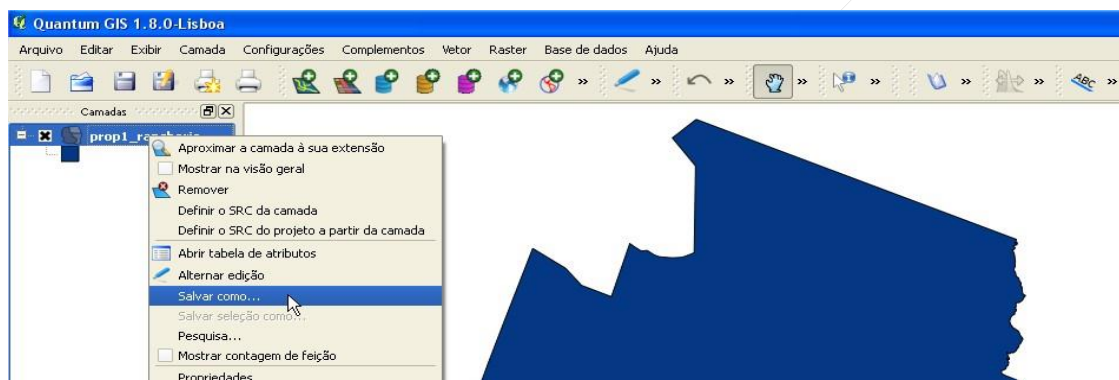 Quantum GIS 1.8.0-Lisboa
Arquivo Editar Exibir Camada Configurações Complementos Vetor Raster Base de dados Ajuda
ABC
Camadas
Aproximar a camada à sua extensão
Mostrar na visão geral
Remover
Definir o SRC da camada
Definir o SRC do projeto a partir da camada
Abrir tabela de atributos
Alternar edição
Salvar como...
Salvar seleção como...
Pesquisa...
Mostrar contagem de feição
Propriedades